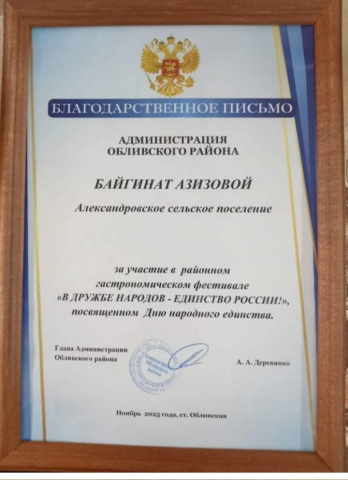 БЛАГОДАРСТВЕННОЕ ПИСЬМО
АДМИНИСТРАЦИЯ
ОБЛИВСКОГО РАЙОНА
БАЙГИНАТ АЗИЗОВОЙ
Александровское сельское поселение
за участие в районном
гастрономическом фестивале
«В ДРУЖБЕ НАРОДОВ - ЕДИНСТВО РОССИИ!»,
посвященном Дню народного единства.
Глава Администрации
Обливского района
А. А. Деревянко
Ноябрь 2025 года, ст. Обливская